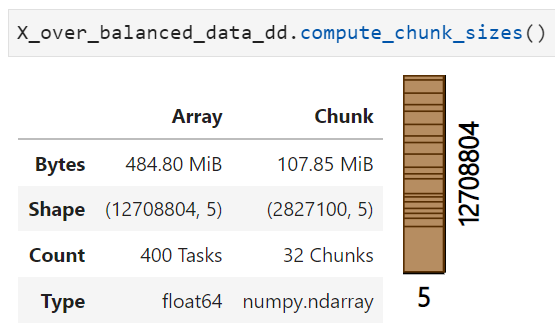 X_over_balanced_data_dd.compute_chunk_sizes()
Array Chunk
Bytes 484.80 MiB 107.85 MiB
Shape (12708804, 5) (2827100, 5)
Count 400 Tasks 32 Chunks
Type float64 numpy.ndarray
12708804
5